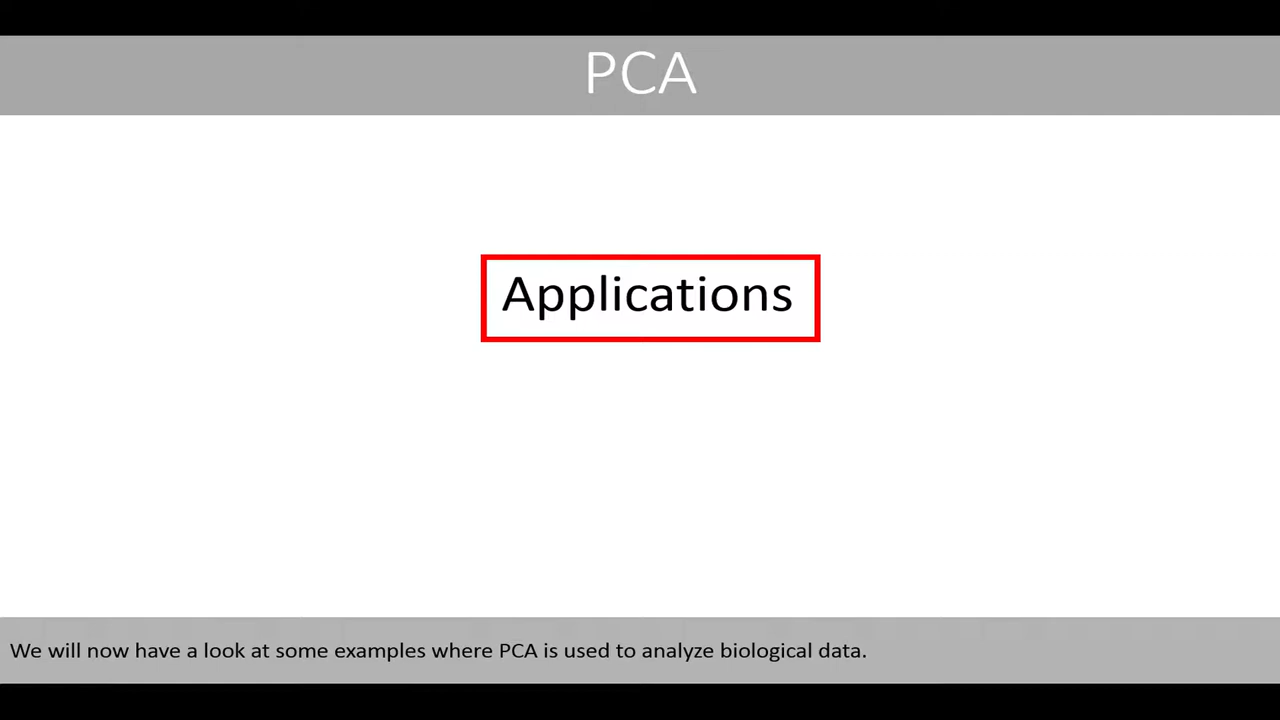 PCA
Applications
We will now have a look at some examples where PCA is used to analyze biological data.